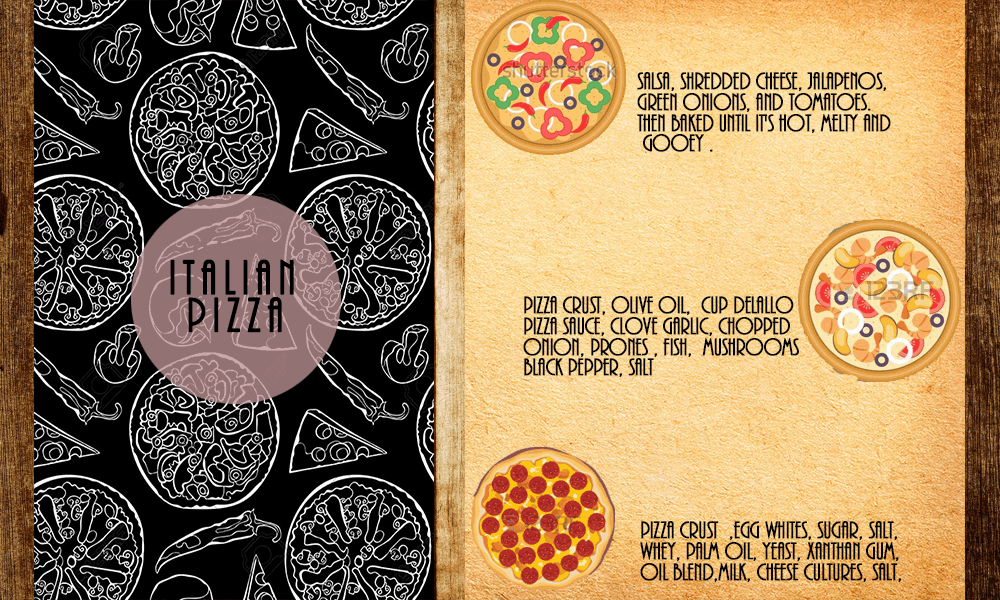 ITALIAN
PIZZA
shutterstock
SALSA, SHREDDED CHEESE, JALAPENOS,
GREEN ONIONS, AND TOMATOES.
THEN BAKED UNTIL IT'S HOT, MELTY AND
GOOEY .
123RF
PIZZA CRUST, OLIVE OIL, CUP DELALLO
PIZZA SAUCE, CLOVE GARLIC, CHOPPED
ONION, PRONES , FISH, MUSHROOMS
BLACK PEPPER, SALT
PIZZA CRUST ,EGG WHITES, SUGAR, SALT,
WHEY, PALM OIL, YEAST, XANTHAN GUM,
OIL BLEND,MILK, CHEESE CULTURES, SALT,